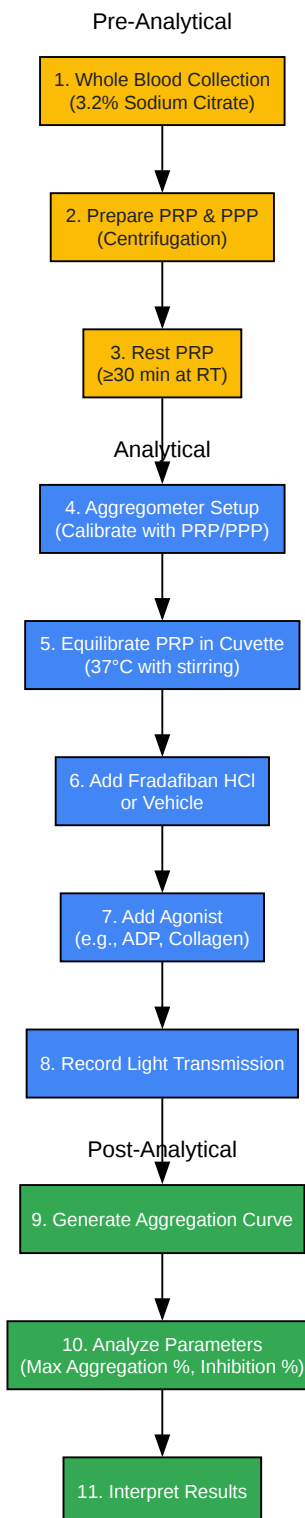 Pre-Analytical
1. Whole Blood Collection
(3.2% Sodium Citrate)
2. Prepare PRP & PPP
(Centrifugation)
3. Rest PRP
(≥30 min at RT)
Analytical
4. Aggregometer Setup
(Calibrate with PRP/PPP)
5. Equilibrate PRP in Cuvette
(37°C with stirring)
6. Add Fradafiban HCl
or Vehicle
7. Add Agonist
(e.g., ADP, Collagen)
8. Record Light Transmission
Post-Analytical
9. Generate Aggregation Curve
10. Analyze Parameters
(Max Aggregation %, Inhibition %)
11. Interpret Results